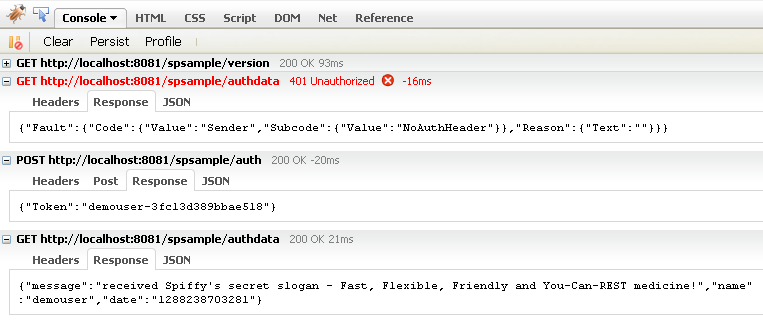 Console HTML CSS Script DOM Net Reference
Clear Persist Profile
GET http://localhost:8081/spsample/version 200 OK 93ms
GET http://localhost:8081/spsample/authdata 401 Unauthorized -16ms
Headers Response JSON
{"Fault":{"Code":{"Value":"Sender","Subcode":{"Value":"NoAuthHeader"}},"Reason":{"Text":""}}}
POST http://localhost:8081/spsample/auth 200 OK -20ms
Headers Post Response JSON
{"Token":"demouser-3fc13d389bbae518"}
GET http://localhost:8081/spsample/authdata 200 OK 21ms
Headers Response JSON
{"message":"received Spiffy's secret slogan - Fast, Flexible, Friendly and You-Can-REST medicine!","name"
:"demouser","date":"1288238703281"}